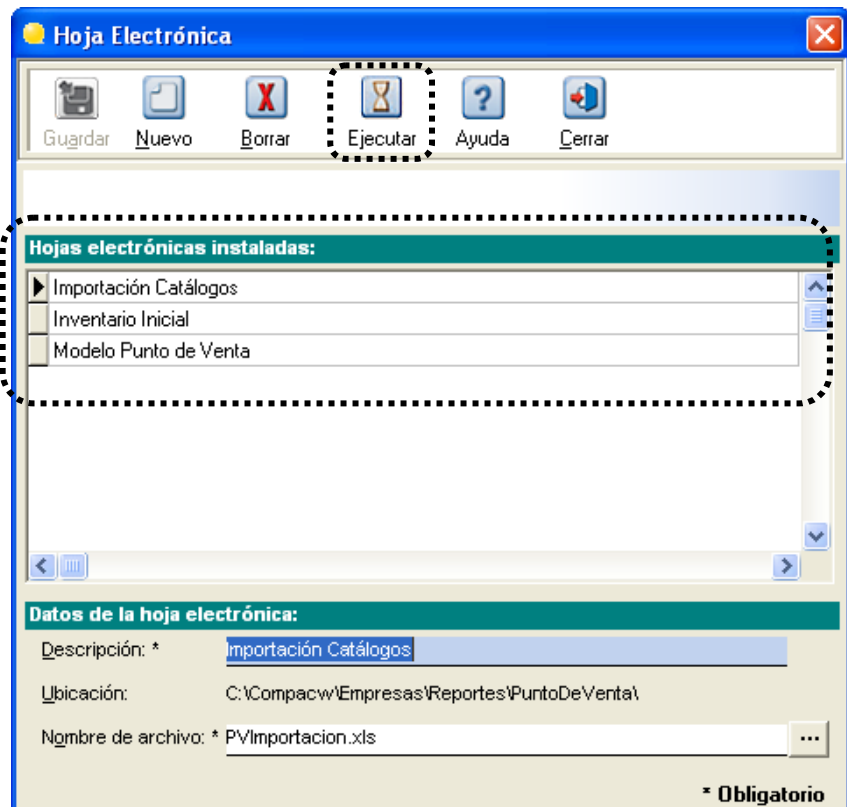 Hoja Electrónica
Guardar Nuevo Borrar Ejecutar Ayuda Cerrar
Hojas electrónicas instaladas:
Importación Catálogos
Inventario Inicial
Modelo Punto de Venta
Datos de la hoja electrónica:
Descripción: * Importación Catálogos
Ubicación: C:\Compacw\Empresas\Reportes\PuntoDeVenta\
Nombre de archivo: * PVImportacion.xls ...
* Obligatorio